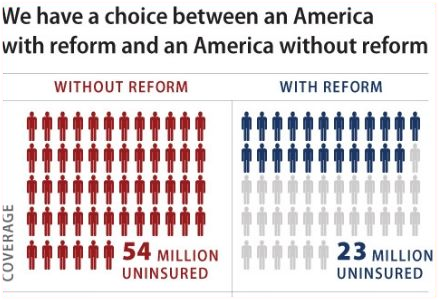 We have a choice between an America
with reform and an America without reform
WITHOUT REFORM
WITH REFORM
COVERAGE
54 MILLION
UNINSURED
23 MILLION
UNINSURED